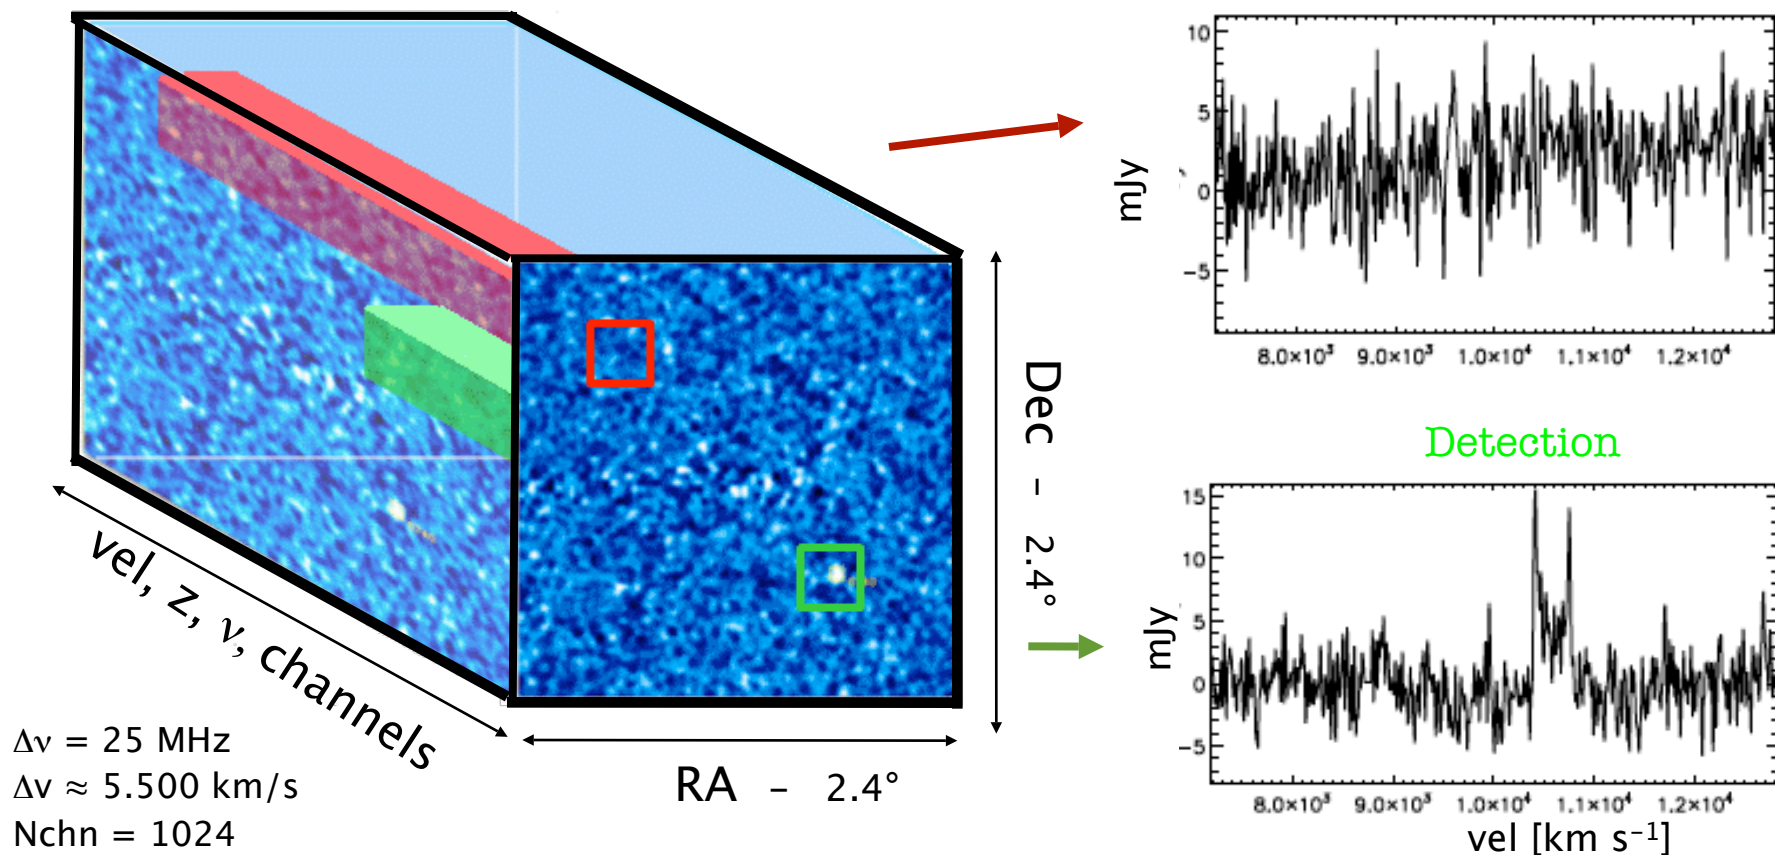 10
5
0
-5
mJy
8.0×10³ 9.0×10³ 1.0×10⁴ 1.1×10⁴ 1.2×10⁴
Detection
15
10
5
0
-5
mJy
8.0×10³ 9.0×10³ 1.0×10⁴ 1.1×10⁴ 1.2×10⁴
vel [km s⁻¹]
Dec - 2.4°
RA - 2.4°
vel, z, ν, channels
Δν = 25 MHz
Δv ≈ 5.500 km/s
Nchn = 1024